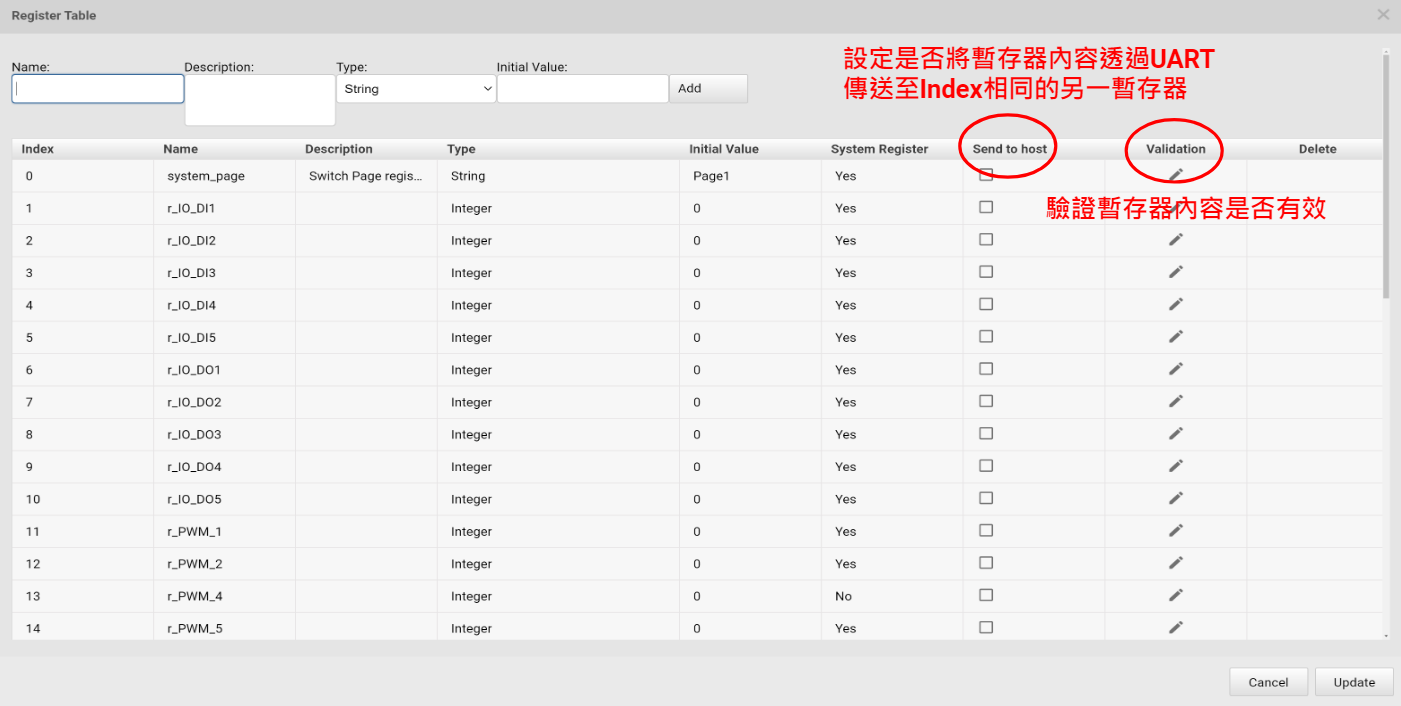 Register Table
Name: Description: Type: Initial Value:
String Add
設定是否將暫存器內容透過UART
傳送至Index相同的另一暫存器
Index Name Description Type Initial Value System Register Send to host Validation Delete
0 system_page Switch Page regis... String Page1 Yes
驗證暫存器內容是否有效
1 r_IO_DI1 Integer 0 Yes
2 r_IO_DI2 Integer 0 Yes
3 r_IO_DI3 Integer 0 Yes
4 r_IO_DI4 Integer 0 Yes
5 r_IO_DI5 Integer 0 Yes
6 r_IO_DO1 Integer 0 Yes
7 r_IO_DO2 Integer 0 Yes
8 r_IO_DO3 Integer 0 Yes
9 r_IO_DO4 Integer 0 Yes
10 r_IO_DO5 Integer 0 Yes
11 r_PWM_1 Integer 0 Yes
12 r_PWM_2 Integer 0 Yes
13 r_PWM_4 Integer 0 No
14 r_PWM_5 Integer 0 Yes
Cancel Update